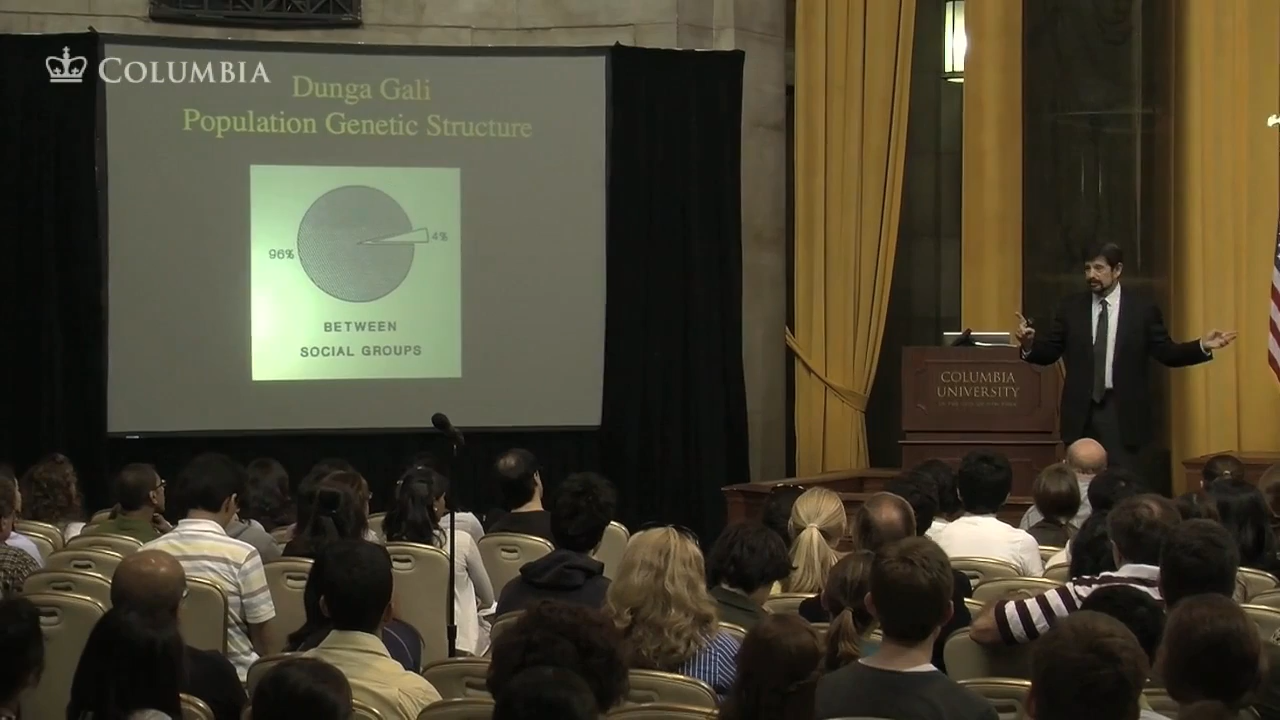 COLUMBIA
Dunga Gali
Population Genetic Structure
96%
4%
BETWEEN
SOCIAL GROUPS
COLUMBIA
UNIVERSITY